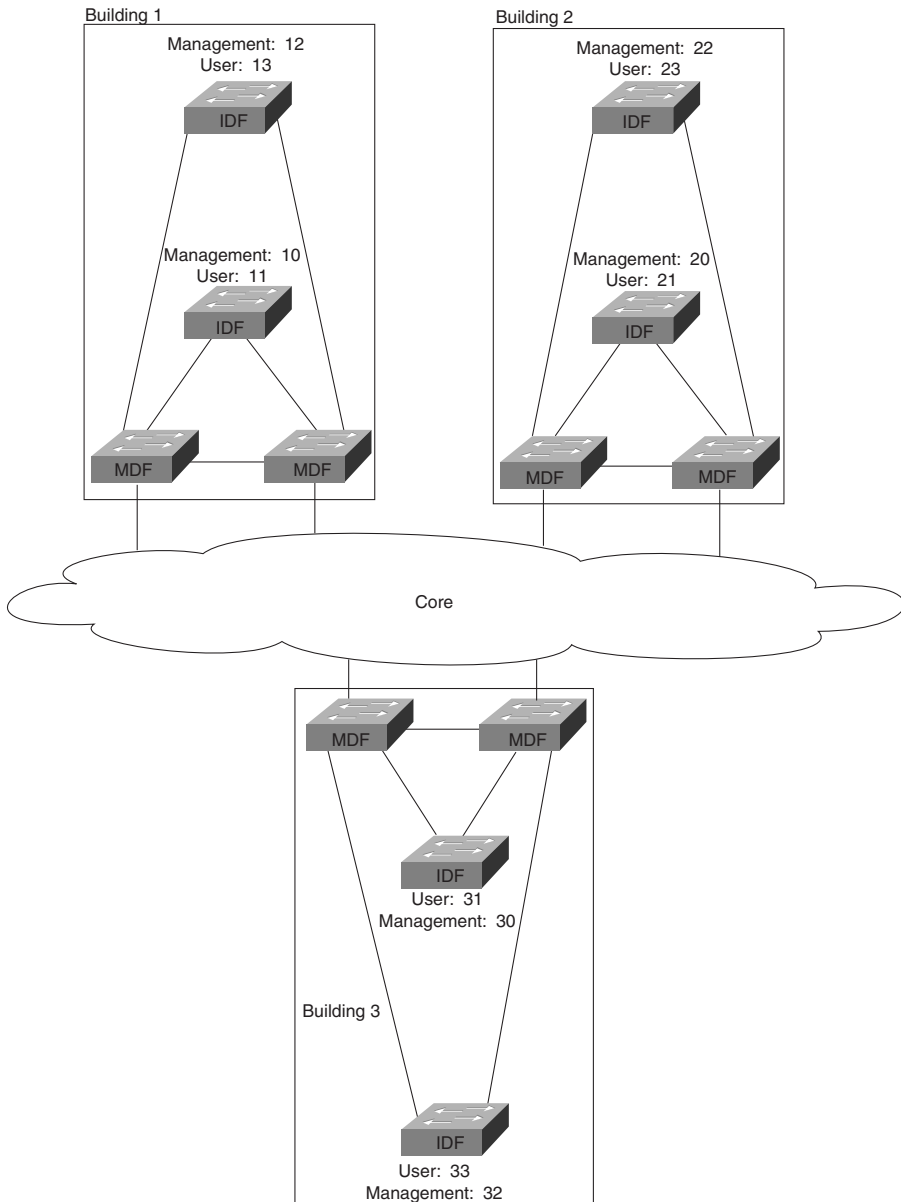 Building 1
Management: 12
User: 13
IDF
Management: 10
User: 11
IDF
MDF
MDF
Building 2
Management: 22
User: 23
IDF
Management: 20
User: 21
IDF
MDF
MDF
Core
MDF
MDF
IDF
User: 31
Management: 30
Building 3
IDF
User: 33
Management: 32